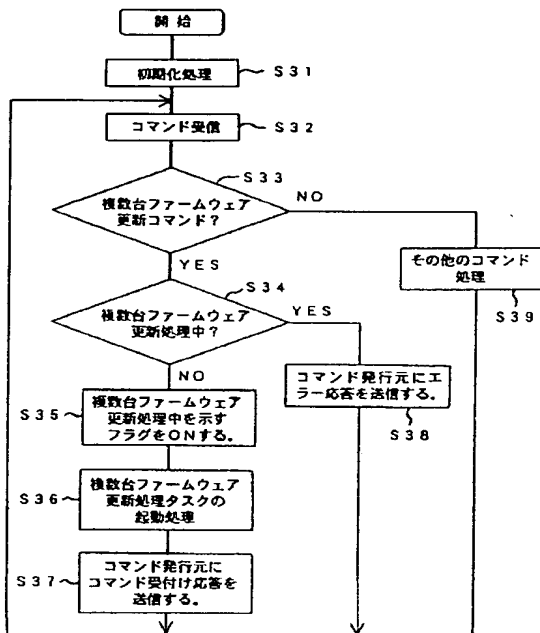 開 始
初期化処理
S31
コマンド受信
S32
S33
複数台ファームウェア
更新コマンド?
NO
YES
その他のコマンド
処理
S39
S34
複数台ファームウェア
更新処理中?
YES
NO
コマンド発行元にエ
ラー応答を送信する。
S38
S35
複数台ファームウェア
更新処理中を示す
フラグをONする。
S36
複数台ファームウェア
更新処理タスクの
起動処理
S37
コマンド発行元に
コマンド受付け応答を
送信する。